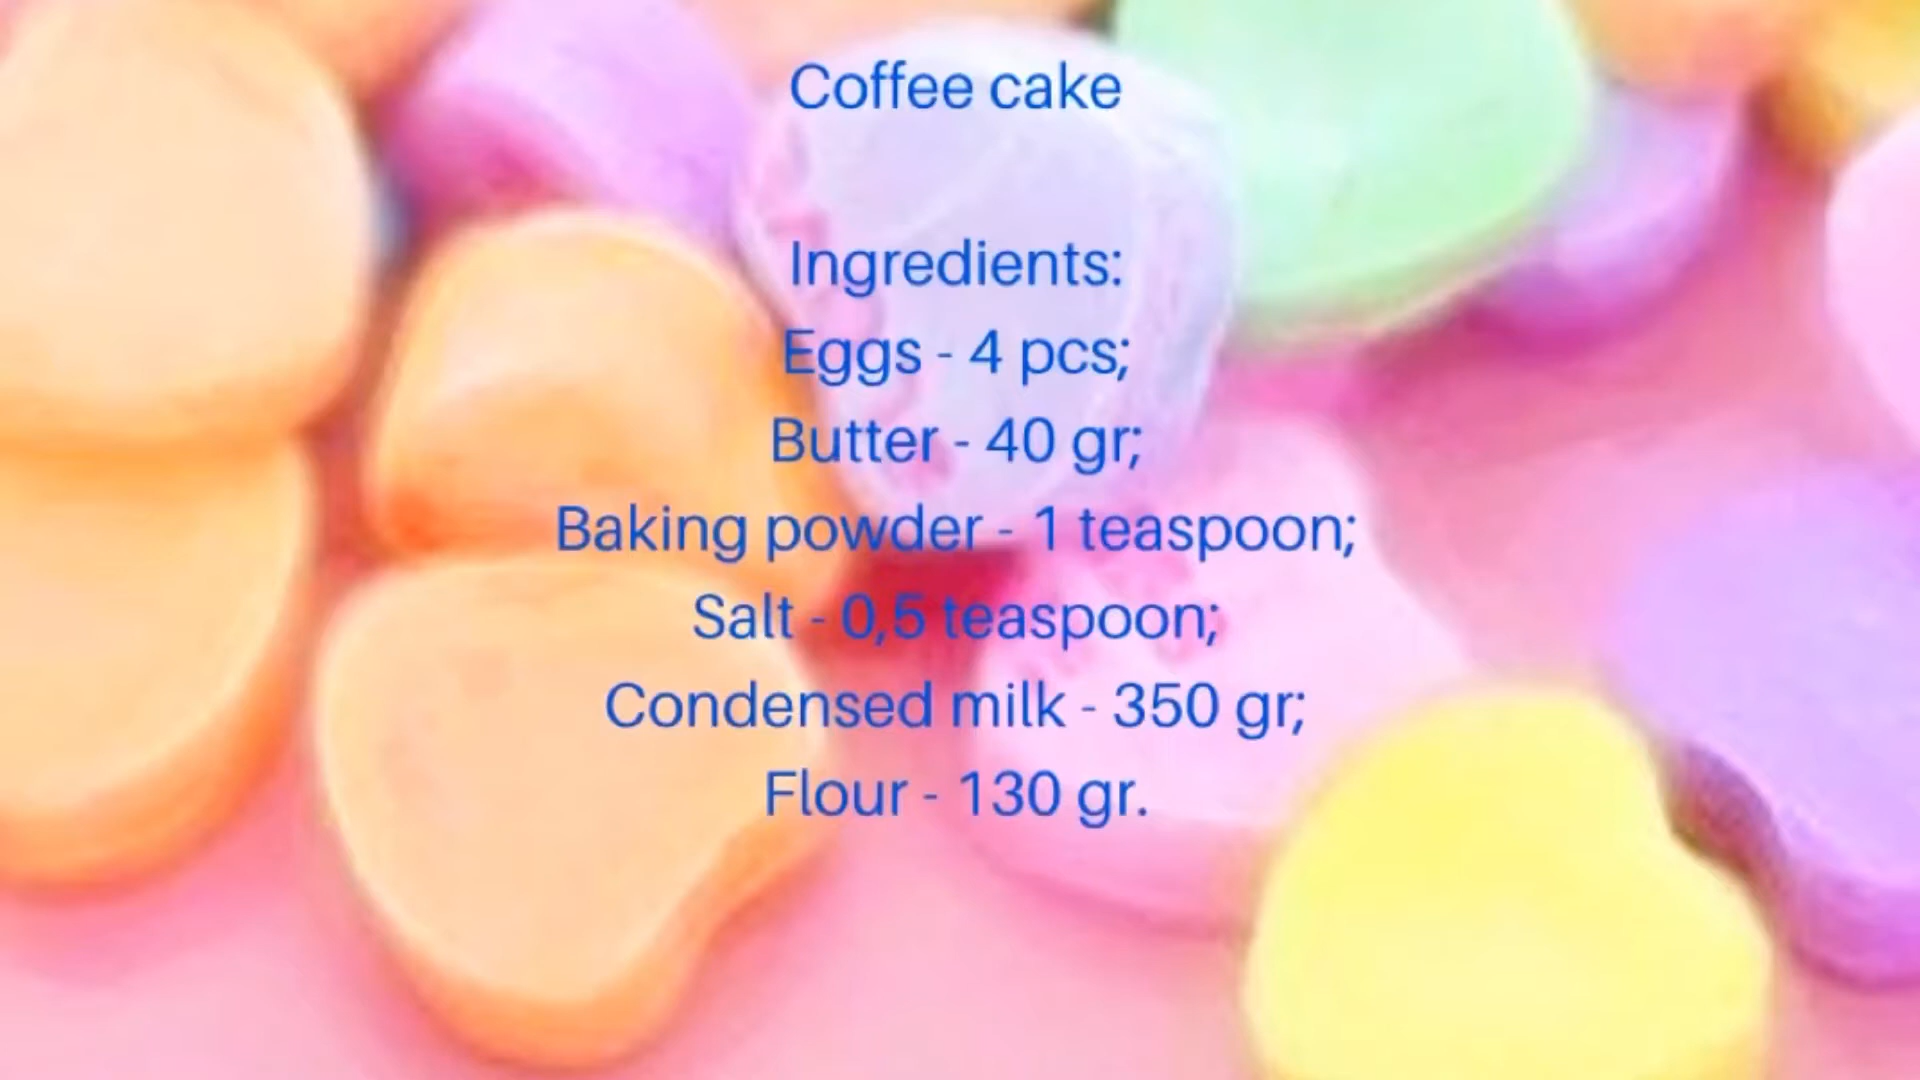 Coffee cake
Ingredients:
Eggs - 4 pcs;
Butter - 40 gr;
Baking powder - 1 teaspoon;
Salt - 0,5 teaspoon;
Condensed milk - 350 gr;
Flour - 130 gr.